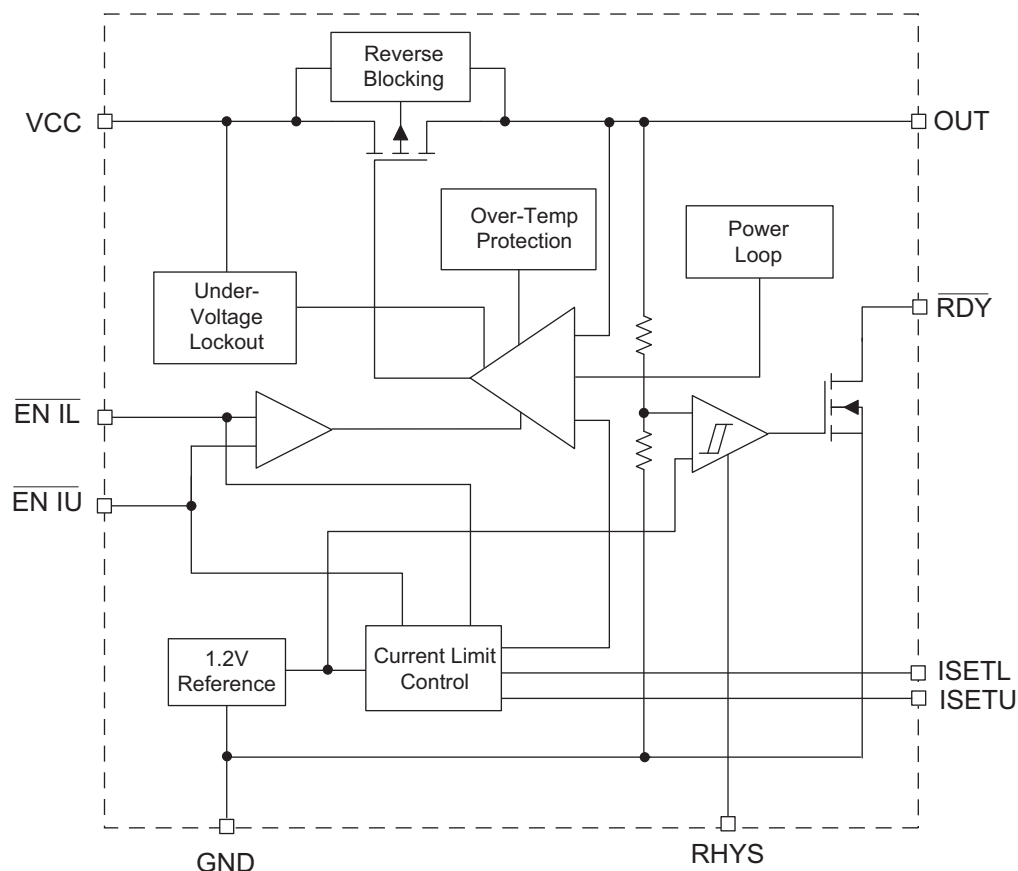 Reverse
Blocking
VCC
OUT
Over-Temp
Protection
Power
Loop
Under-
Voltage
Lockout
RDY
EN IL
EN IU
1.2V
Reference
Current Limit
Control
ISETL
ISETU
GND
RHYS